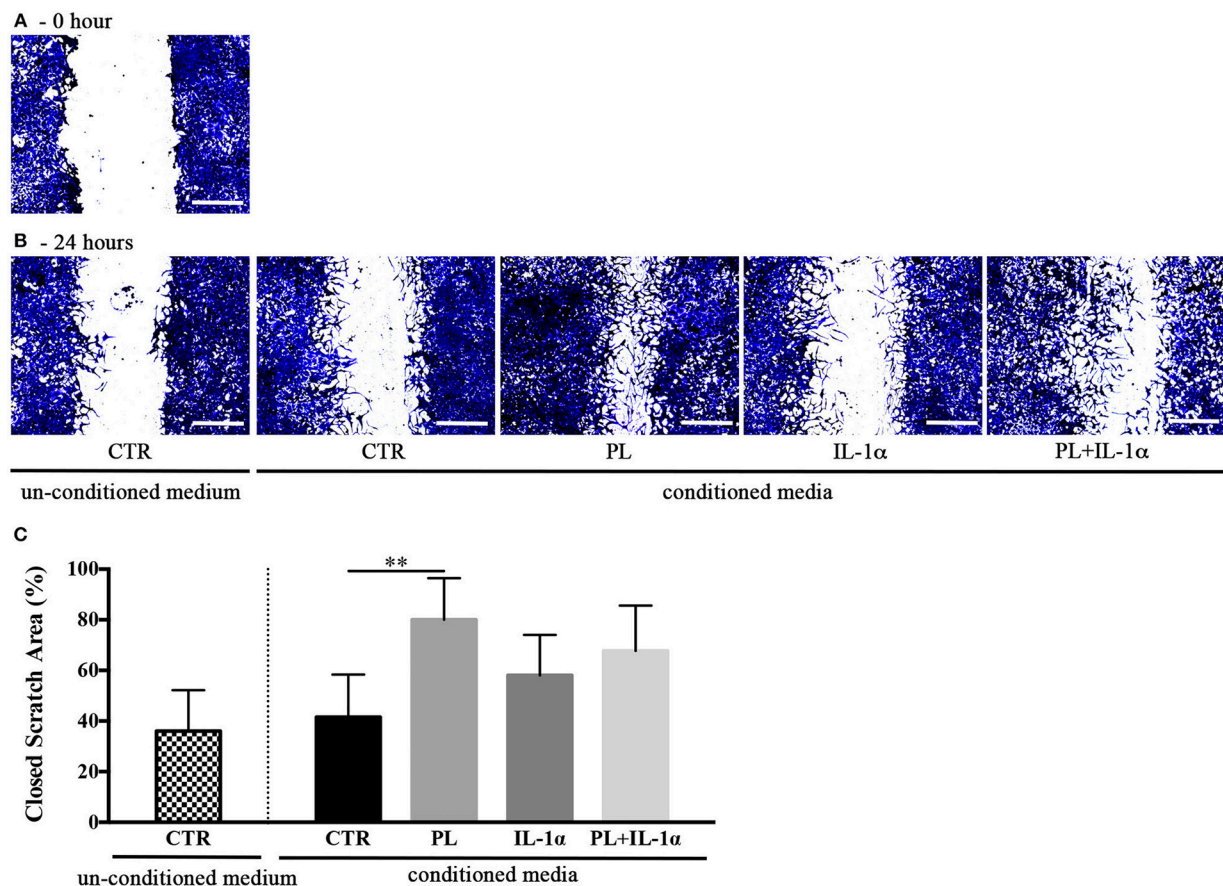 A - 0 hour
B - 24 hours
CTR CTR PL IL-1α PL+IL-1α
un-conditioned medium conditioned media
C
Closed Scratch Area (%)
100
80
60
40
20
0
**
CTR CTR PL IL-1α PL+IL-1α
un-conditioned medium conditioned media